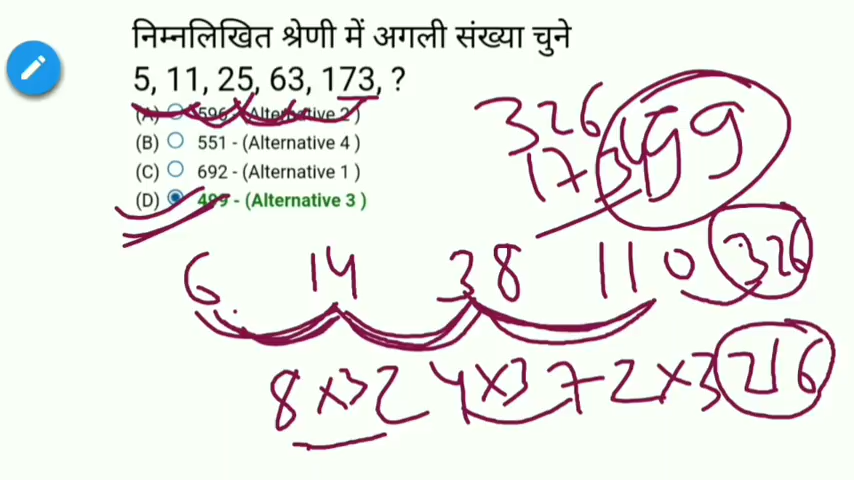 निम्नलिखित श्रेणी में अगली संख्या चुने
5, 11, 25, 63, 173, ?
(A) 596 - (Alternative 2 )
(B) 551 - (Alternative 4 )
(C) 692 - (Alternative 1 )
(D) 499 - (Alternative 3 )
326
173 499
6 14 38 110 326
8×3 24×3 72×3 216